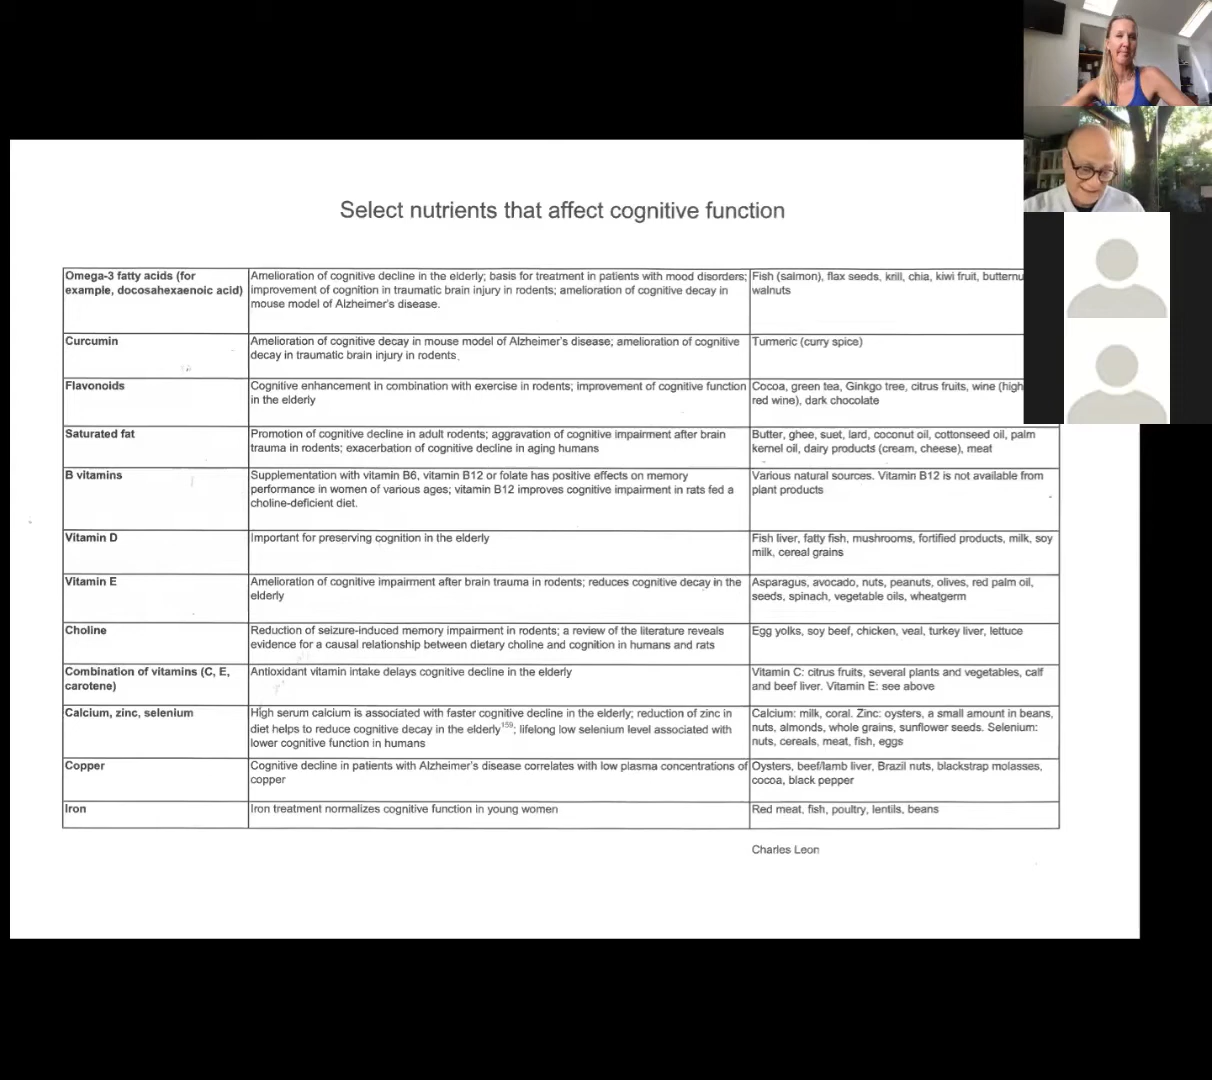 Select nutrients that affect cognitive function
Omega-3 fatty acids (for
example, docosahexaenoic acid)
Amelioration of cognitive decline in the elderly; basis for treatment in patients with mood disorders;
improvement of cognition in traumatic brain injury in rodents; amelioration of cognitive decay in
mouse model of Alzheimer's disease.
Fish (salmon), flax seeds, krill, chia, kiwi fruit, butternu
walnuts
Curcumin
Amelioration of cognitive decay in mouse model of Alzheimer's disease; amelioration of cognitive
decay in traumatic brain injury in rodents
Turmeric (curry spice)
Flavonoids
Cognitive enhancement in combination with exercise in rodents; improvement of cognitive function
in the elderly
Cocoa, green tea, Ginkgo tree, citrus fruits, wine (high
red wine), dark chocolate
Saturated fat
Promotion of cognitive decline in adult rodents; aggravation of cognitive impairment after brain
trauma in rodents; exacerbation of cognitive decline in aging humans
Butter, ghee, suet, lard, coconut oil, cottonseed oil, palm
kernel oil, dairy products (cream, cheese), meat
B vitamins
Supplementation with vitamin B6, vitamin B12 or folate has positive effects on memory
performance in women of various ages; vitamin B12 improves cognitive impairment in rats fed a
choline-deficient diet.
Various natural sources. Vitamin B12 is not available from
plant products
Vitamin D
Important for preserving cognition in the elderly
Fish liver, fatty fish, mushrooms, fortified products, milk, soy
milk, cereal grains
Vitamin E
Amelioration of cognitive impairment after brain trauma in rodents; reduces cognitive decay in the
elderly
Asparagus, avocado, nuts, peanuts, olives, red palm oil,
seeds, spinach, vegetable oils, wheatgerm
Choline
Reduction of seizure-induced memory impairment in rodents; a review of the literature reveals
evidence for a causal relationship between dietary choline and cognition in humans and rats
Egg yolks, soy beef, chicken, veal, turkey liver, lettuce
Combination of vitamins (C, E,
carotene)
Antioxidant vitamin intake delays cognitive decline in the elderly
Vitamin C: citrus fruits, several plants and vegetables, calf
and beef liver. Vitamin E: see above
Calcium, zinc, selenium
High serum calcium is associated with faster cognitive decline in the elderly; reduction of zinc in
diet helps to reduce cognitive decay in the elderly159; lifelong low selenium level associated with
lower cognitive function in humans
Calcium: milk, coral. Zinc: oysters, a small amount in beans,
nuts, almonds, whole grains, sunflower seeds. Selenium:
nuts, cereals, meat, fish, eggs
Copper
Cognitive decline in patients with Alzheimer's disease correlates with low plasma concentrations of
copper
Oysters, beef/lamb liver, Brazil nuts, blackstrap molasses,
cocoa, black pepper
Iron
Iron treatment normalizes cognitive function in young women
Red meat, fish, poultry, lentils, beans
Charles Leon